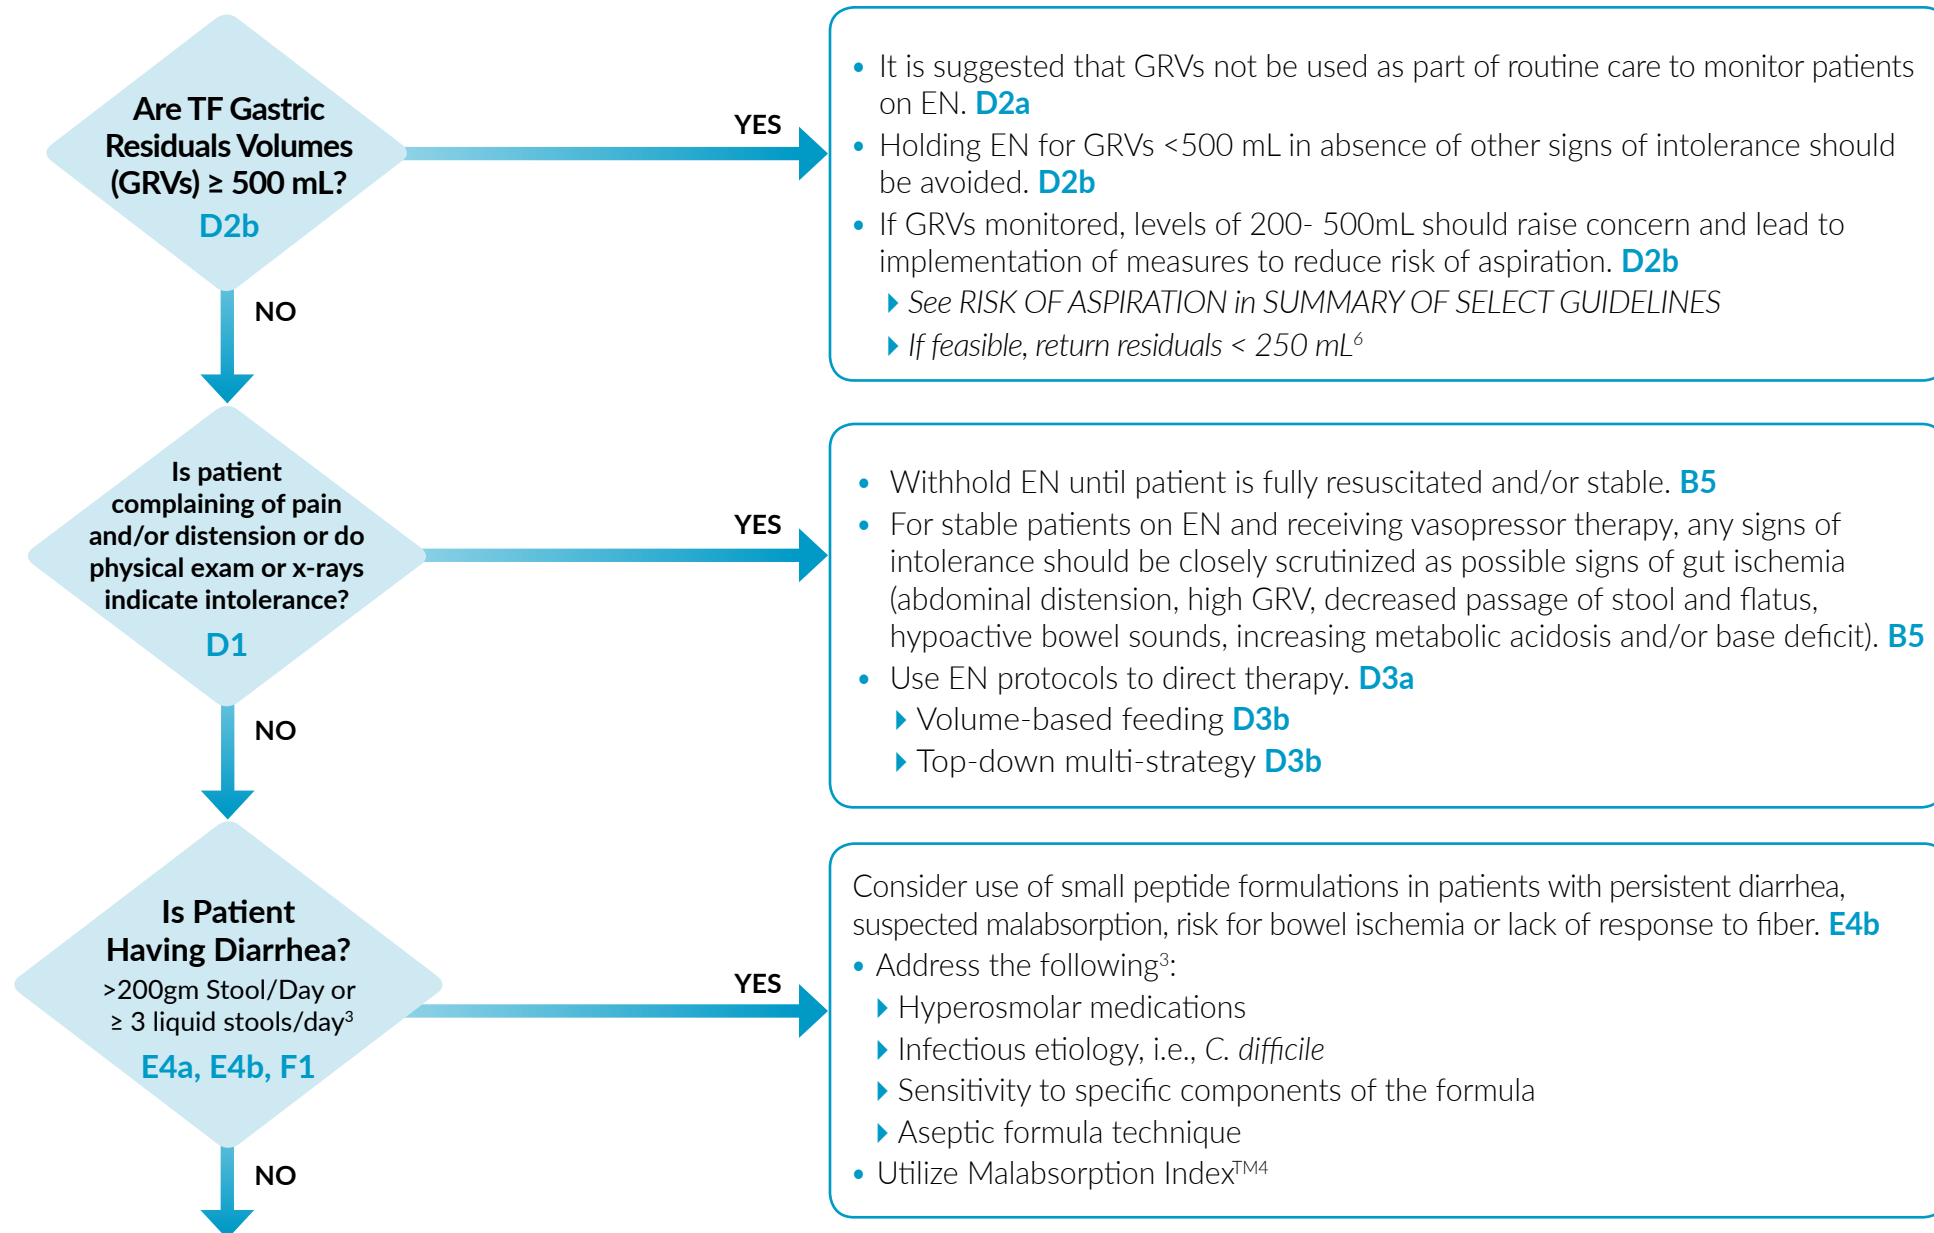 Are TF Gastric
Residuals Volumes
(GRVs) ≥ 500 mL?
D2b
YES
• It is suggested that GRVs not be used as part of routine care to monitor patients
on EN. D2a
• Holding EN for GRVs <500 mL in absence of other signs of intolerance should
be avoided. D2b
• If GRVs monitored, levels of 200- 500mL should raise concern and lead to
implementation of measures to reduce risk of aspiration. D2b
See RISK OF ASPIRATION in SUMMARY OF SELECT GUIDELINES
If feasible, return residuals < 250 mL⁶
NO
Is patient
complaining of pain
and/or distension or do
physical exam or x-rays
indicate intolerance?
D1
YES
• Withhold EN until patient is fully resuscitated and/or stable. B5
• For stable patients on EN and receiving vasopressor therapy, any signs of
intolerance should be closely scrutinized as possible signs of gut ischemia
(abdominal distension, high GRV, decreased passage of stool and flatus,
hypoactive bowel sounds, increasing metabolic acidosis and/or base deficit). B5
• Use EN protocols to direct therapy. D3a
Volume-based feeding D3b
Top-down multi-strategy D3b
NO
Is Patient
Having Diarrhea?
>200gm Stool/Day or
≥ 3 liquid stools/day³
E4a, E4b, F1
YES
Consider use of small peptide formulations in patients with persistent diarrhea,
suspected malabsorption, risk for bowel ischemia or lack of response to fiber. E4b
• Address the following³:
Hyperosmolar medications
Infectious etiology, i.e., C. difficile
Sensitivity to specific components of the formula
Aseptic formula technique
• Utilize Malabsorption Index™⁴
NO